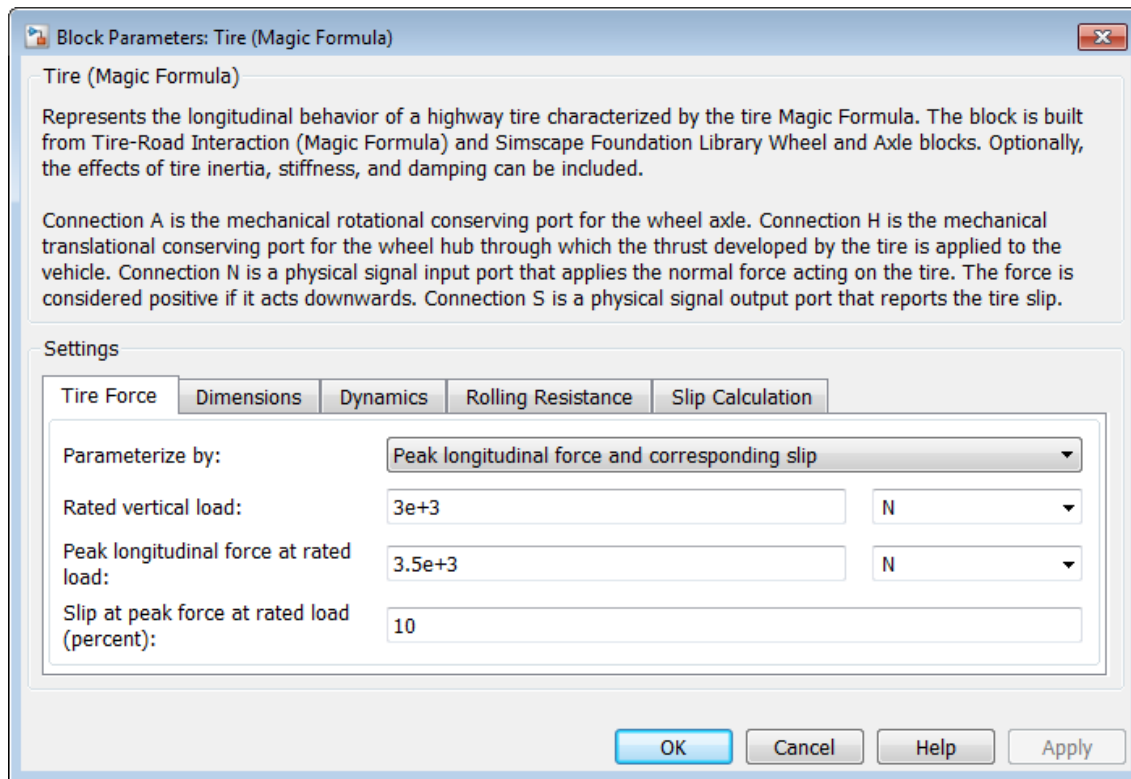 Block Parameters: Tire (Magic Formula)
Tire (Magic Formula)
Represents the longitudinal behavior of a highway tire characterized by the tire Magic Formula. The block is built
from Tire-Road Interaction (Magic Formula) and Simscape Foundation Library Wheel and Axle blocks. Optionally,
the effects of tire inertia, stiffness, and damping can be included.
Connection A is the mechanical rotational conserving port for the wheel axle. Connection H is the mechanical
translational conserving port for the wheel hub through which the thrust developed by the tire is applied to the
vehicle. Connection N is a physical signal input port that applies the normal force acting on the tire. The force is
considered positive if it acts downwards. Connection S is a physical signal output port that reports the tire slip.
Settings
Tire Force Dimensions Dynamics Rolling Resistance Slip Calculation
Parameterize by: Peak longitudinal force and corresponding slip
Rated vertical load: 3e+3 N
Peak longitudinal force at rated
load: 3.5e+3 N
Slip at peak force at rated load
(percent): 10
OK Cancel Help Apply